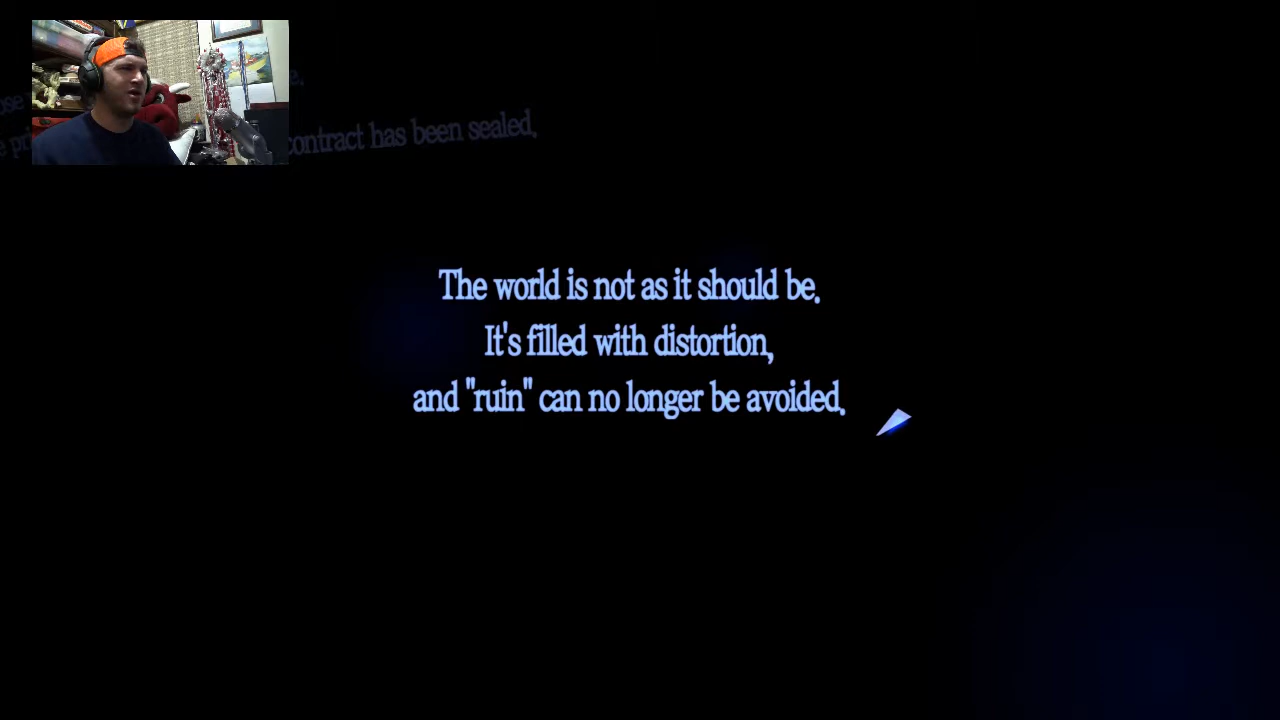 contract has been sealed.
The world is not as it should be.
It's filled with distortion,
and "ruin" can no longer be avoided.